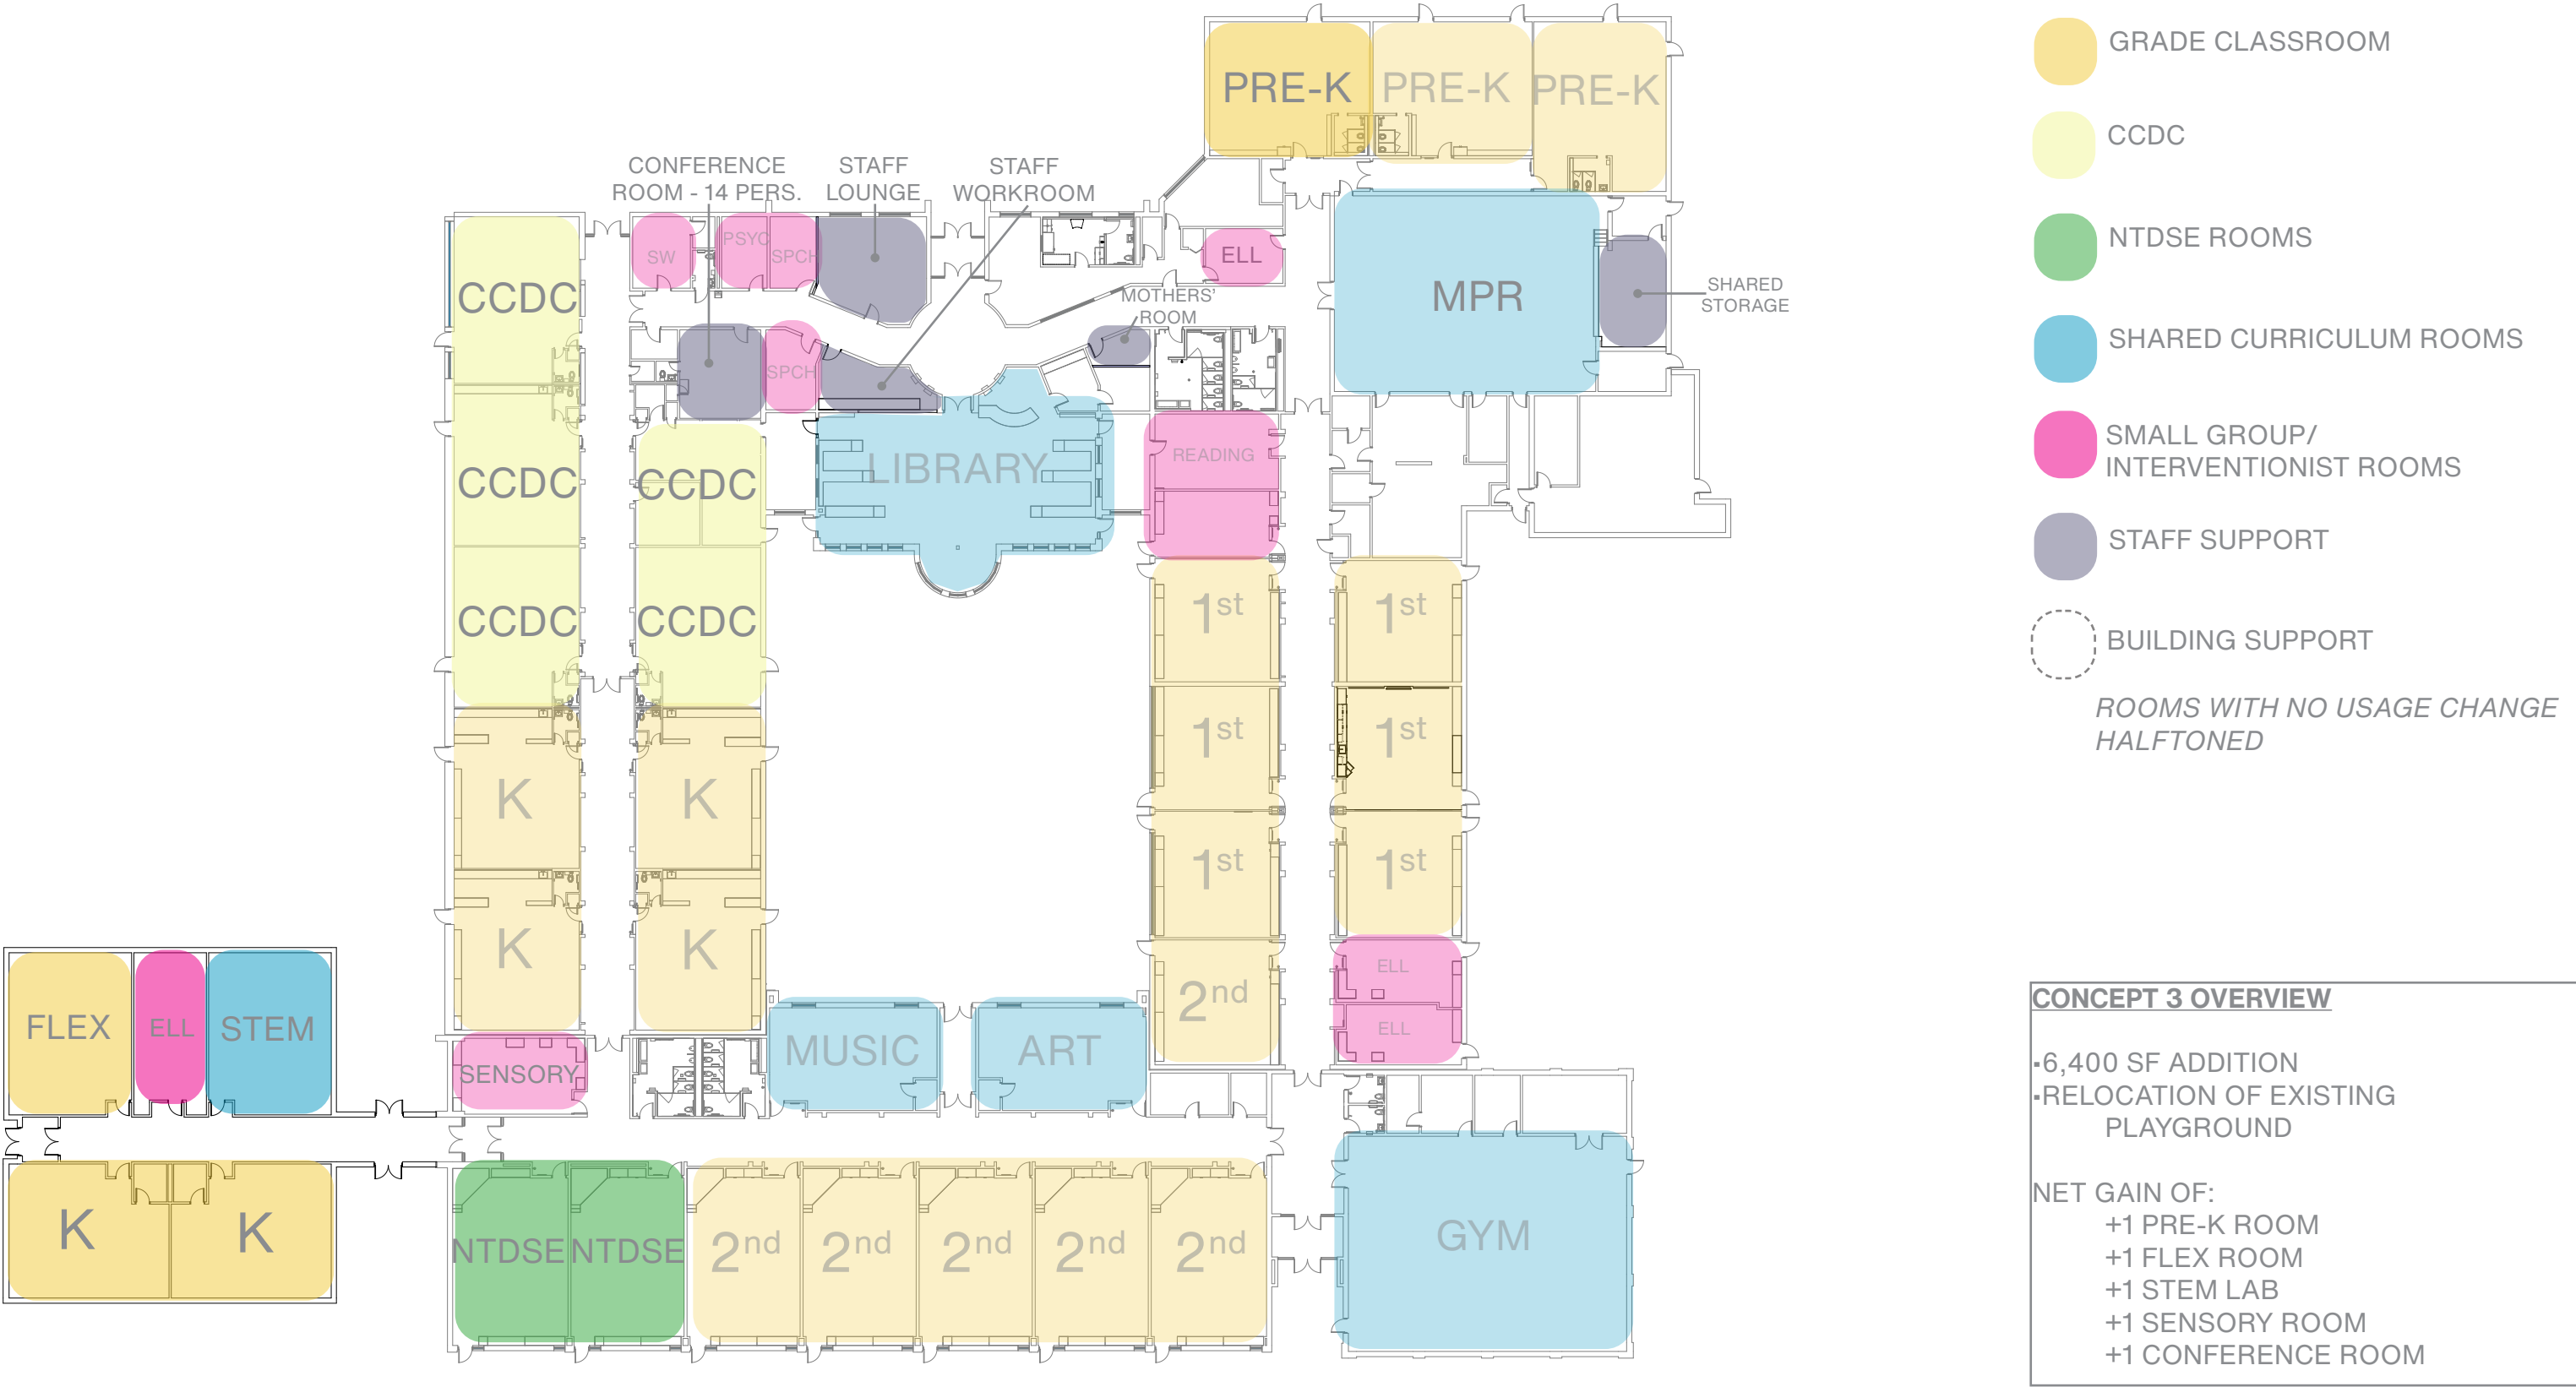 PRE-K
PRE-K
PRE-K
CONFERENCE
ROOM - 14 PERS.
STAFF
LOUNGE
STAFF
WORKROOM
SW
PSYC
SPCH
ELL
MOTHERS'
ROOM
MPR
SHARED
STORAGE
CCDC
SPCH
CCDC
CCDC
LIBRARY
READING
CCDC
CCDC
1st
1st
K
K
1st
1st
1st
1st
K
K
2nd
ELL
ELL
FLEX
ELL
STEM
SENSORY
MUSIC
ART
K
K
NTDSE
NTDSE
2nd
2nd
2nd
2nd
2nd
GYM
GRADE CLASSROOM
CCDC
NTDSE ROOMS
SHARED CURRICULUM ROOMS
SMALL GROUP/
INTERVENTIONIST ROOMS
STAFF SUPPORT
BUILDING SUPPORT
ROOMS WITH NO USAGE CHANGE
HALFTONED
CONCEPT 3 OVERVIEW
▪6,400 SF ADDITION
▪RELOCATION OF EXISTING
PLAYGROUND
NET GAIN OF:
+1 PRE-K ROOM
+1 FLEX ROOM
+1 STEM LAB
+1 SENSORY ROOM
+1 CONFERENCE ROOM